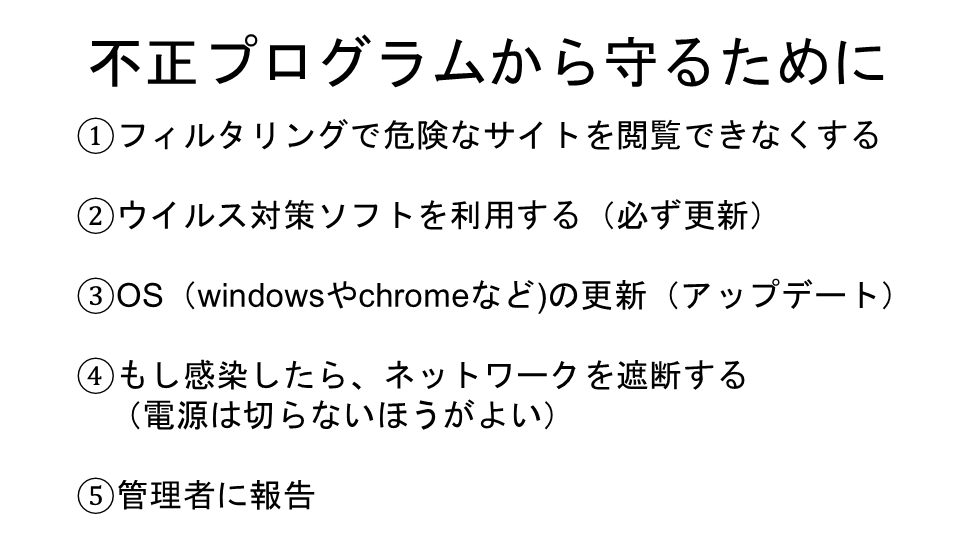 不正プログラムから守るために
①フィルタリングで危険なサイトを閲覧できなくする
②ウイルス対策ソフトを利用する（必ず更新）
③OS（windowsやchromeなど)の更新（アップデート）
④もし感染したら、ネットワークを遮断する
（電源は切らないほうがよい）
⑤管理者に報告